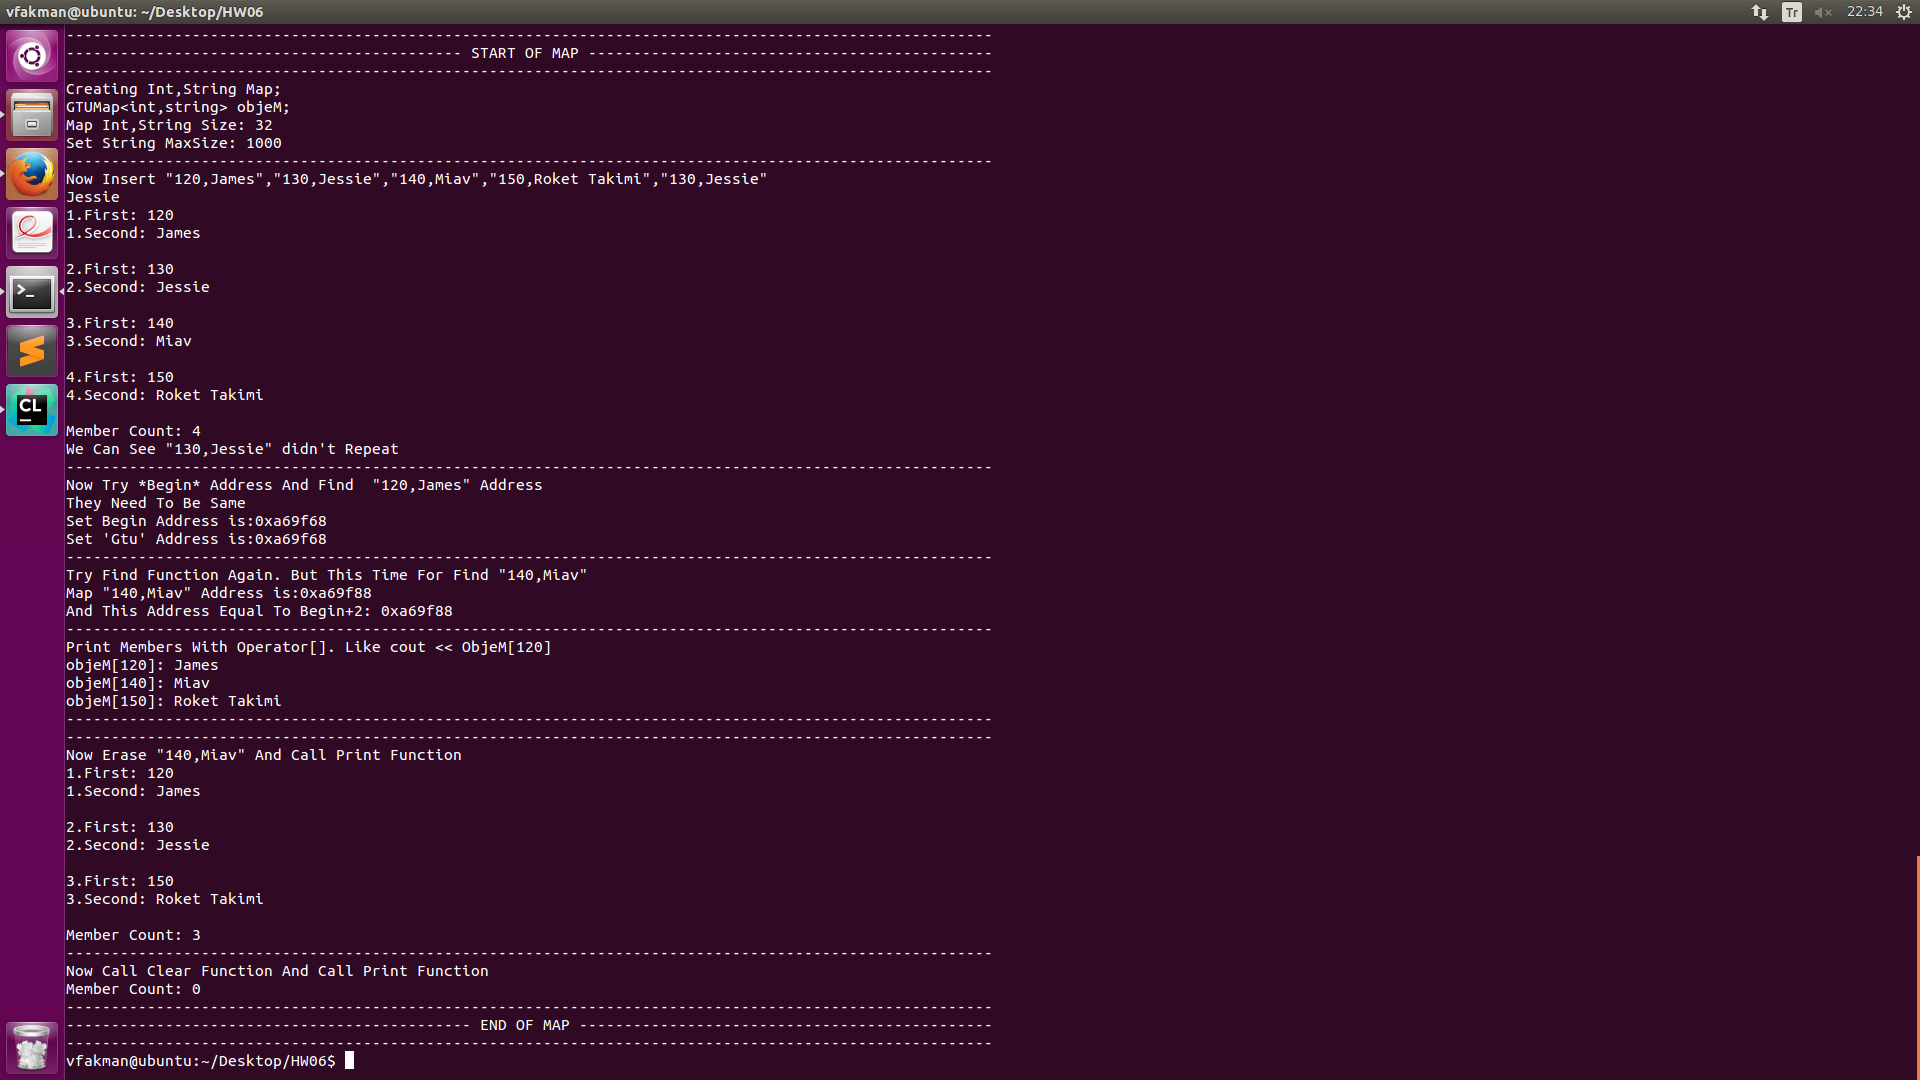 vfakman@ubuntu: ~/Desktop/HW06
Tr
22:34
-------------------------------------------------------------------------------------------------------
--------------------------------------------- START OF MAP ---------------------------------------------
-------------------------------------------------------------------------------------------------------
Creating Int,String Map;
GTUMap<int,string> objeM;
Map Int,String Size: 32
Set String MaxSize: 1000
-------------------------------------------------------------------------------------------------------
Now Insert "120,James","130,Jessie","140,Miav","150,Roket Takimi","130,Jessie"
Jessie
1.First: 120
1.Second: James
2.First: 130
2.Second: Jessie
3.First: 140
3.Second: Miav
4.First: 150
4.Second: Roket Takimi
Member Count: 4
We Can See "130,Jessie" didn't Repeat
-------------------------------------------------------------------------------------------------------
Now Try *Begin* Address And Find  "120,James" Address
They Need To Be Same
Set Begin Address is:0xa69f68
Set 'Gtu' Address is:0xa69f68
-------------------------------------------------------------------------------------------------------
Try Find Function Again. But This Time For Find "140,Miav"
Map "140,Miav" Address is:0xa69f88
And This Address Equal To Begin+2: 0xa69f88
-------------------------------------------------------------------------------------------------------
Print Members With Operator[]. Like cout << ObjeM[120]
objeM[120]: James
objeM[140]: Miav
objeM[150]: Roket Takimi
-------------------------------------------------------------------------------------------------------
-------------------------------------------------------------------------------------------------------
Now Erase "140,Miav" And Call Print Function
1.First: 120
1.Second: James
2.First: 130
2.Second: Jessie
3.First: 150
3.Second: Roket Takimi
Member Count: 3
-------------------------------------------------------------------------------------------------------
Now Call Clear Function And Call Print Function
Member Count: 0
-------------------------------------------------------------------------------------------------------
--------------------------------------------- END OF MAP ----------------------------------------------
-------------------------------------------------------------------------------------------------------
vfakman@ubuntu:~/Desktop/HW06$
CL